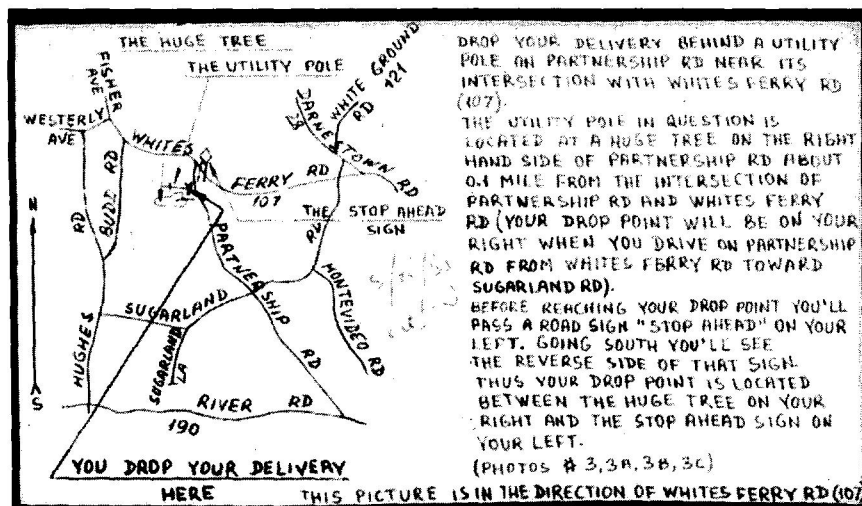 THE HUGE TREE
THE UTILITY POLE
FISHER AVE
WESTERLY AVE
WHITES
FERRY RD
107
WHITE GROUND RD 121
DARNESTOWN RD
28
N
BUDD RD
HUGHES RD
THE STOP AHEAD SIGN
PARTNERSHIP RD
SUGARLAND RD
SUGARLAND LA
MONTEVIDEO RD
S
RIVER RD
190
YOU DROP YOUR DELIVERY
HERE
DROP YOUR DELIVERY BEHIND A UTILITY
POLE ON PARTNERSHIP RD NEAR ITS
INTERSECTION WITH WHITES FERRY RD
(107).
THE UTILITY POLE IN QUESTION IS
LOCATED AT A HUGE TREE ON THE RIGHT
HAND SIDE OF PARTNERSHIP RD ABOUT
0.1 MILE FROM THE INTERSECTION OF
PARTNERSHIP RD AND WHITES FERRY
RD (YOUR DROP POINT WILL BE ON YOUR
RIGHT WHEN YOU DRIVE ON PARTNERSHIP
RD FROM WHITES FERRY RD TOWARD
SUGARLAND RD).
BEFORE REACHING YOUR DROP POINT YOU'LL
PASS A ROAD SIGN "STOP AHEAD" ON YOUR
LEFT. GOING SOUTH YOU'LL SEE
THE REVERSE SIDE OF THAT SIGN.
THUS YOUR DROP POINT IS LOCATED
BETWEEN THE HUGE TREE ON YOUR
RIGHT AND THE STOP AHEAD SIGN ON
YOUR LEFT.
(PHOTOS # 3, 3A, 3B, 3C)
THIS PICTURE IS IN THE DIRECTION OF WHITES FERRY RD (107)